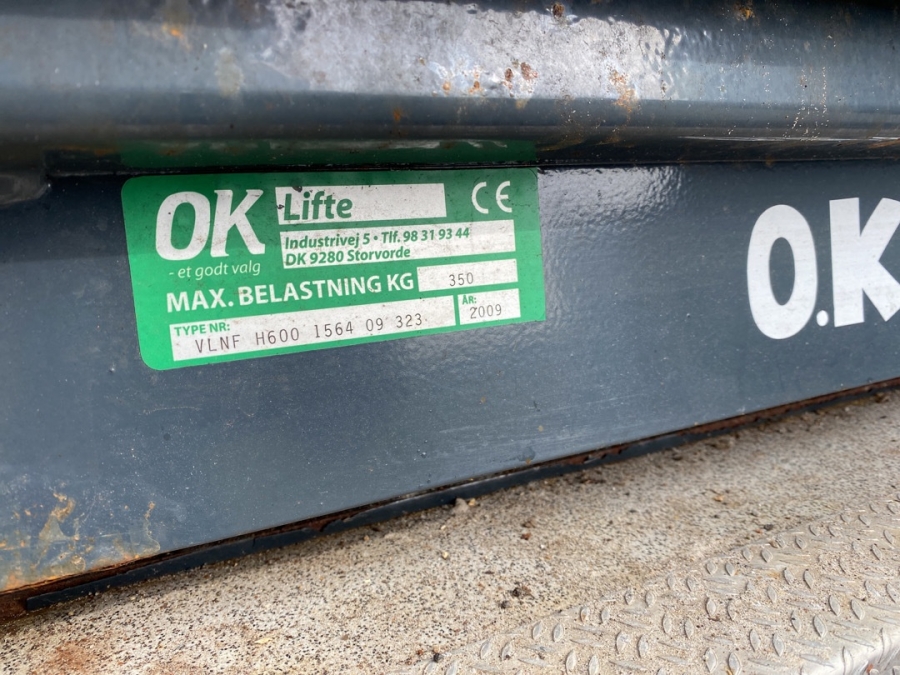 OK Lifte CE
- et godt valg
Industrivej 5 • Tlf. 98 31 93 44
DK 9280 Storvorde
MAX. BELASTNING KG 350
TYPE NR: VLNF H600 1564 09 323
ÅR: 2009
O.K